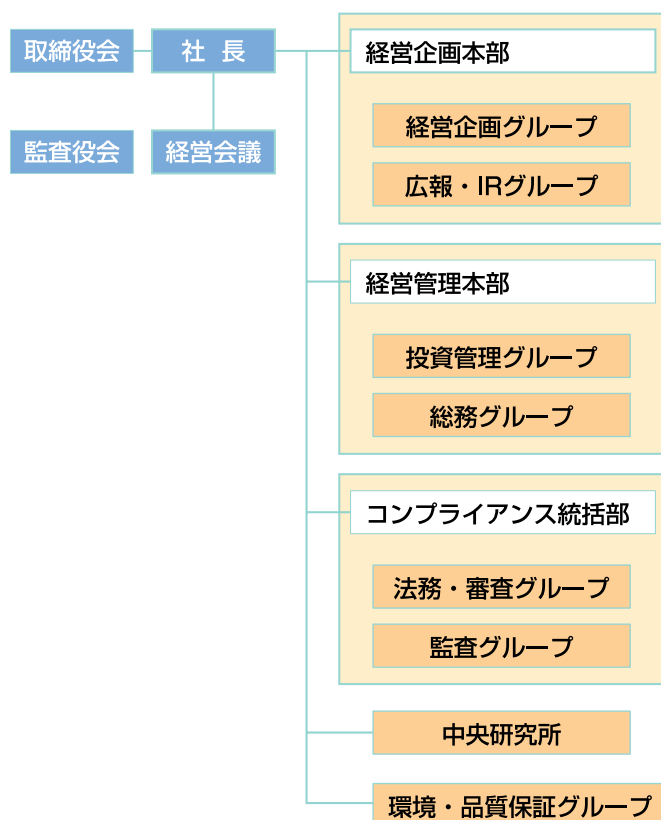 取締役会
社 長
監査役会
経営会議
経営企画本部
経営企画グループ
広報・IRグループ
経営管理本部
投資管理グループ
総務グループ
コンプライアンス統括部
法務・審査グループ
監査グループ
中央研究所
環境・品質保証グループ